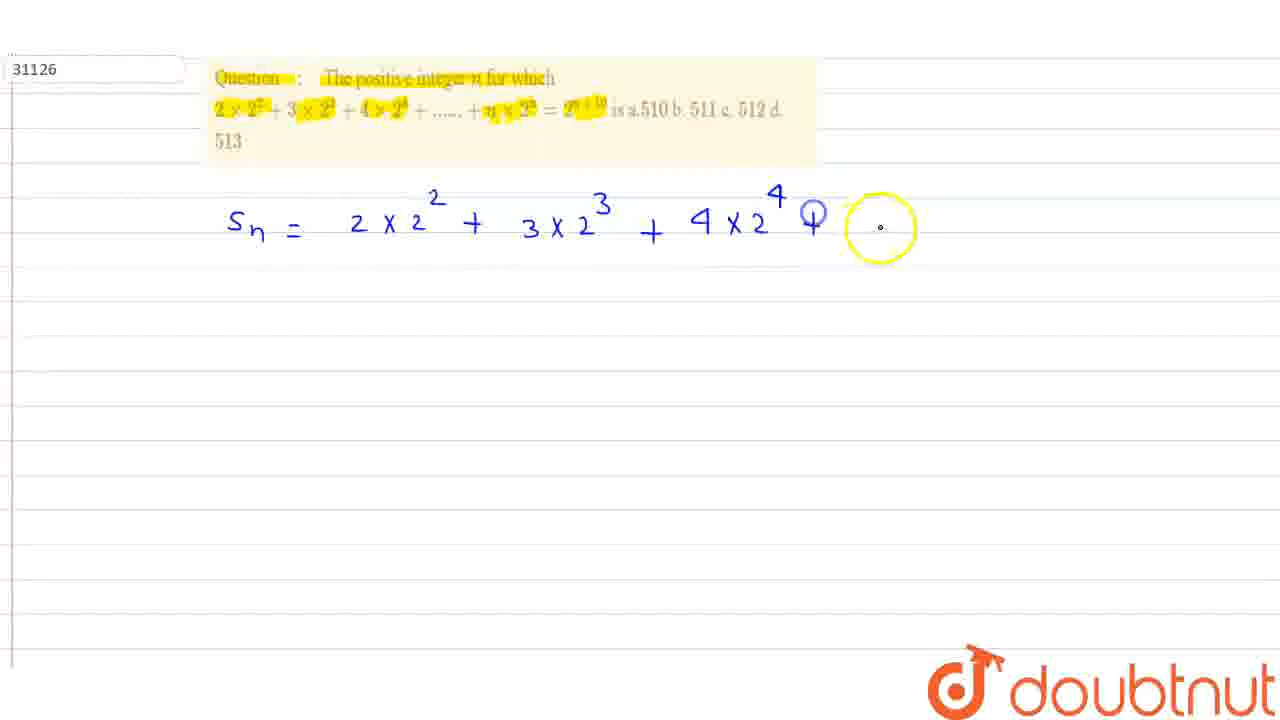 31126
Question : The positive integer n for which
2 × 2² + 3 × 2³ + 4 × 2⁴ + ...... + n × 2ⁿ = 2ⁿ⁺¹⁰ is a.510 b. 511 c. 512 d.
513
Sn = 2 × 2² + 3 × 2³ + 4 × 2⁴ +
doubtnut